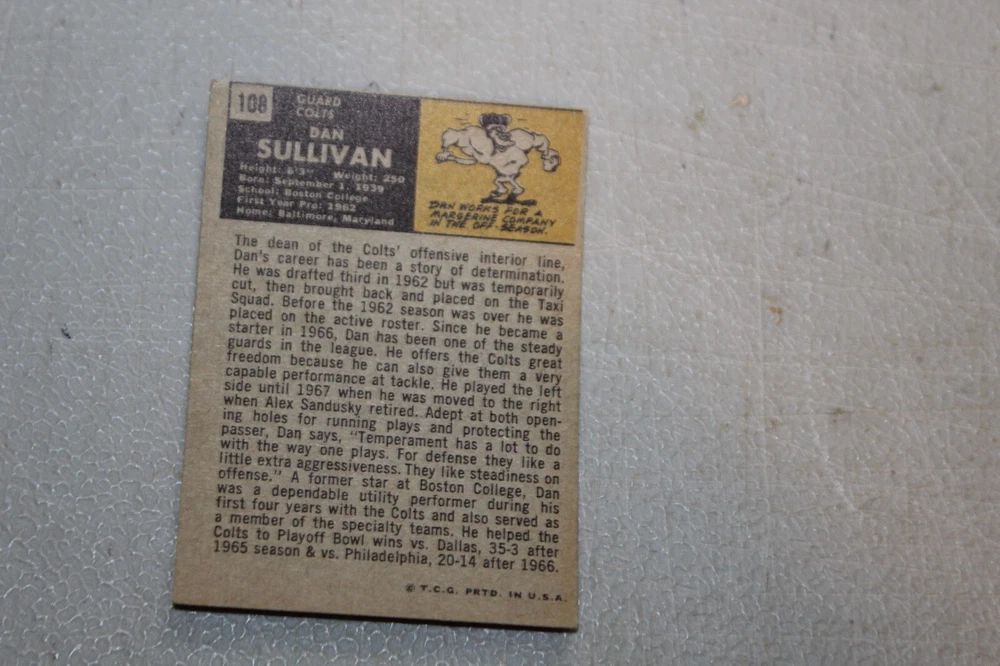 108
GUARD
COLTS
DAN
SULLIVAN
Height: 6'3" Weight: 250
Born: September 1, 1939
School: Boston College
First Year Pro: 1962
Home: Baltimore, Maryland
DAN WORKS FOR A
MARGERINE COMPANY
IN THE OFF-SEASON.
The dean of the Colts' offensive interior line,
Dan's career has been a story of determination.
He was drafted third in 1962 but was temporarily
cut, then brought back and placed on the Taxi
Squad. Before the 1962 season was over he was
placed on the active roster. Since he became a
starter in 1966, Dan has been one of the steady
guards in the league. He offers the Colts great
freedom because he can also give them a very
capable performance at tackle. He played the left
side until 1967 when he was moved to the right
when Alex Sandusky retired. Adept at both open-
ing holes for running plays and protecting the
passer, Dan says, "Temperament has a lot to do
with the way one plays. For defense they like a
little extra aggressiveness. They like steadiness on
offense." A former star at Boston College, Dan
was a dependable utility performer during his
first four years with the Colts and also served as
a member of the specialty teams. He helped the
Colts to Playoff Bowl wins vs. Dallas, 35-3 after
1965 season & vs. Philadelphia, 20-14 after 1966.
© T.C.G. PRTD. IN U.S.A.